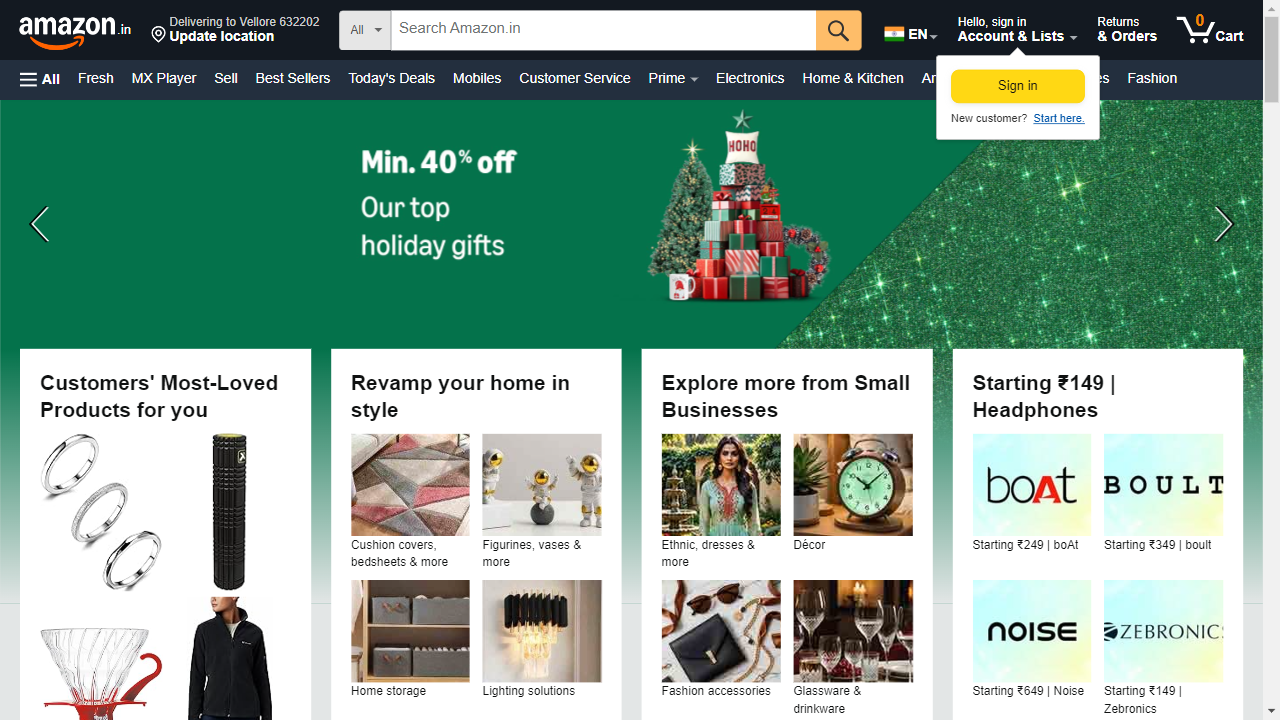 amazon.in
Delivering to Vellore 632202
Update location
All
Search Amazon.in
EN
Hello, sign in
Account & Lists
Returns
& Orders
0
Cart
All
Fresh
MX Player
Sell
Best Sellers
Today's Deals
Mobiles
Customer Service
Prime
Electronics
Home & Kitchen
Fashion
Sign in
New customer? Start here.
Min. 40% off
Our top
holiday gifts
HOHO
Customers' Most-Loved
Products for you
Revamp your home in
style
Cushion covers,
bedsheets & more
Figurines, vases &
more
Home storage
Lighting solutions
Explore more from Small
Businesses
Ethnic, dresses &
more
Décor
Fashion accessories
Glassware &
drinkware
Starting ₹149 |
Headphones
boAt
BOULT
Starting ₹249 | boAt
Starting ₹349 | boult
noise
ZEBRONICS
Starting ₹649 | Noise
Starting ₹149 |
Zebronics